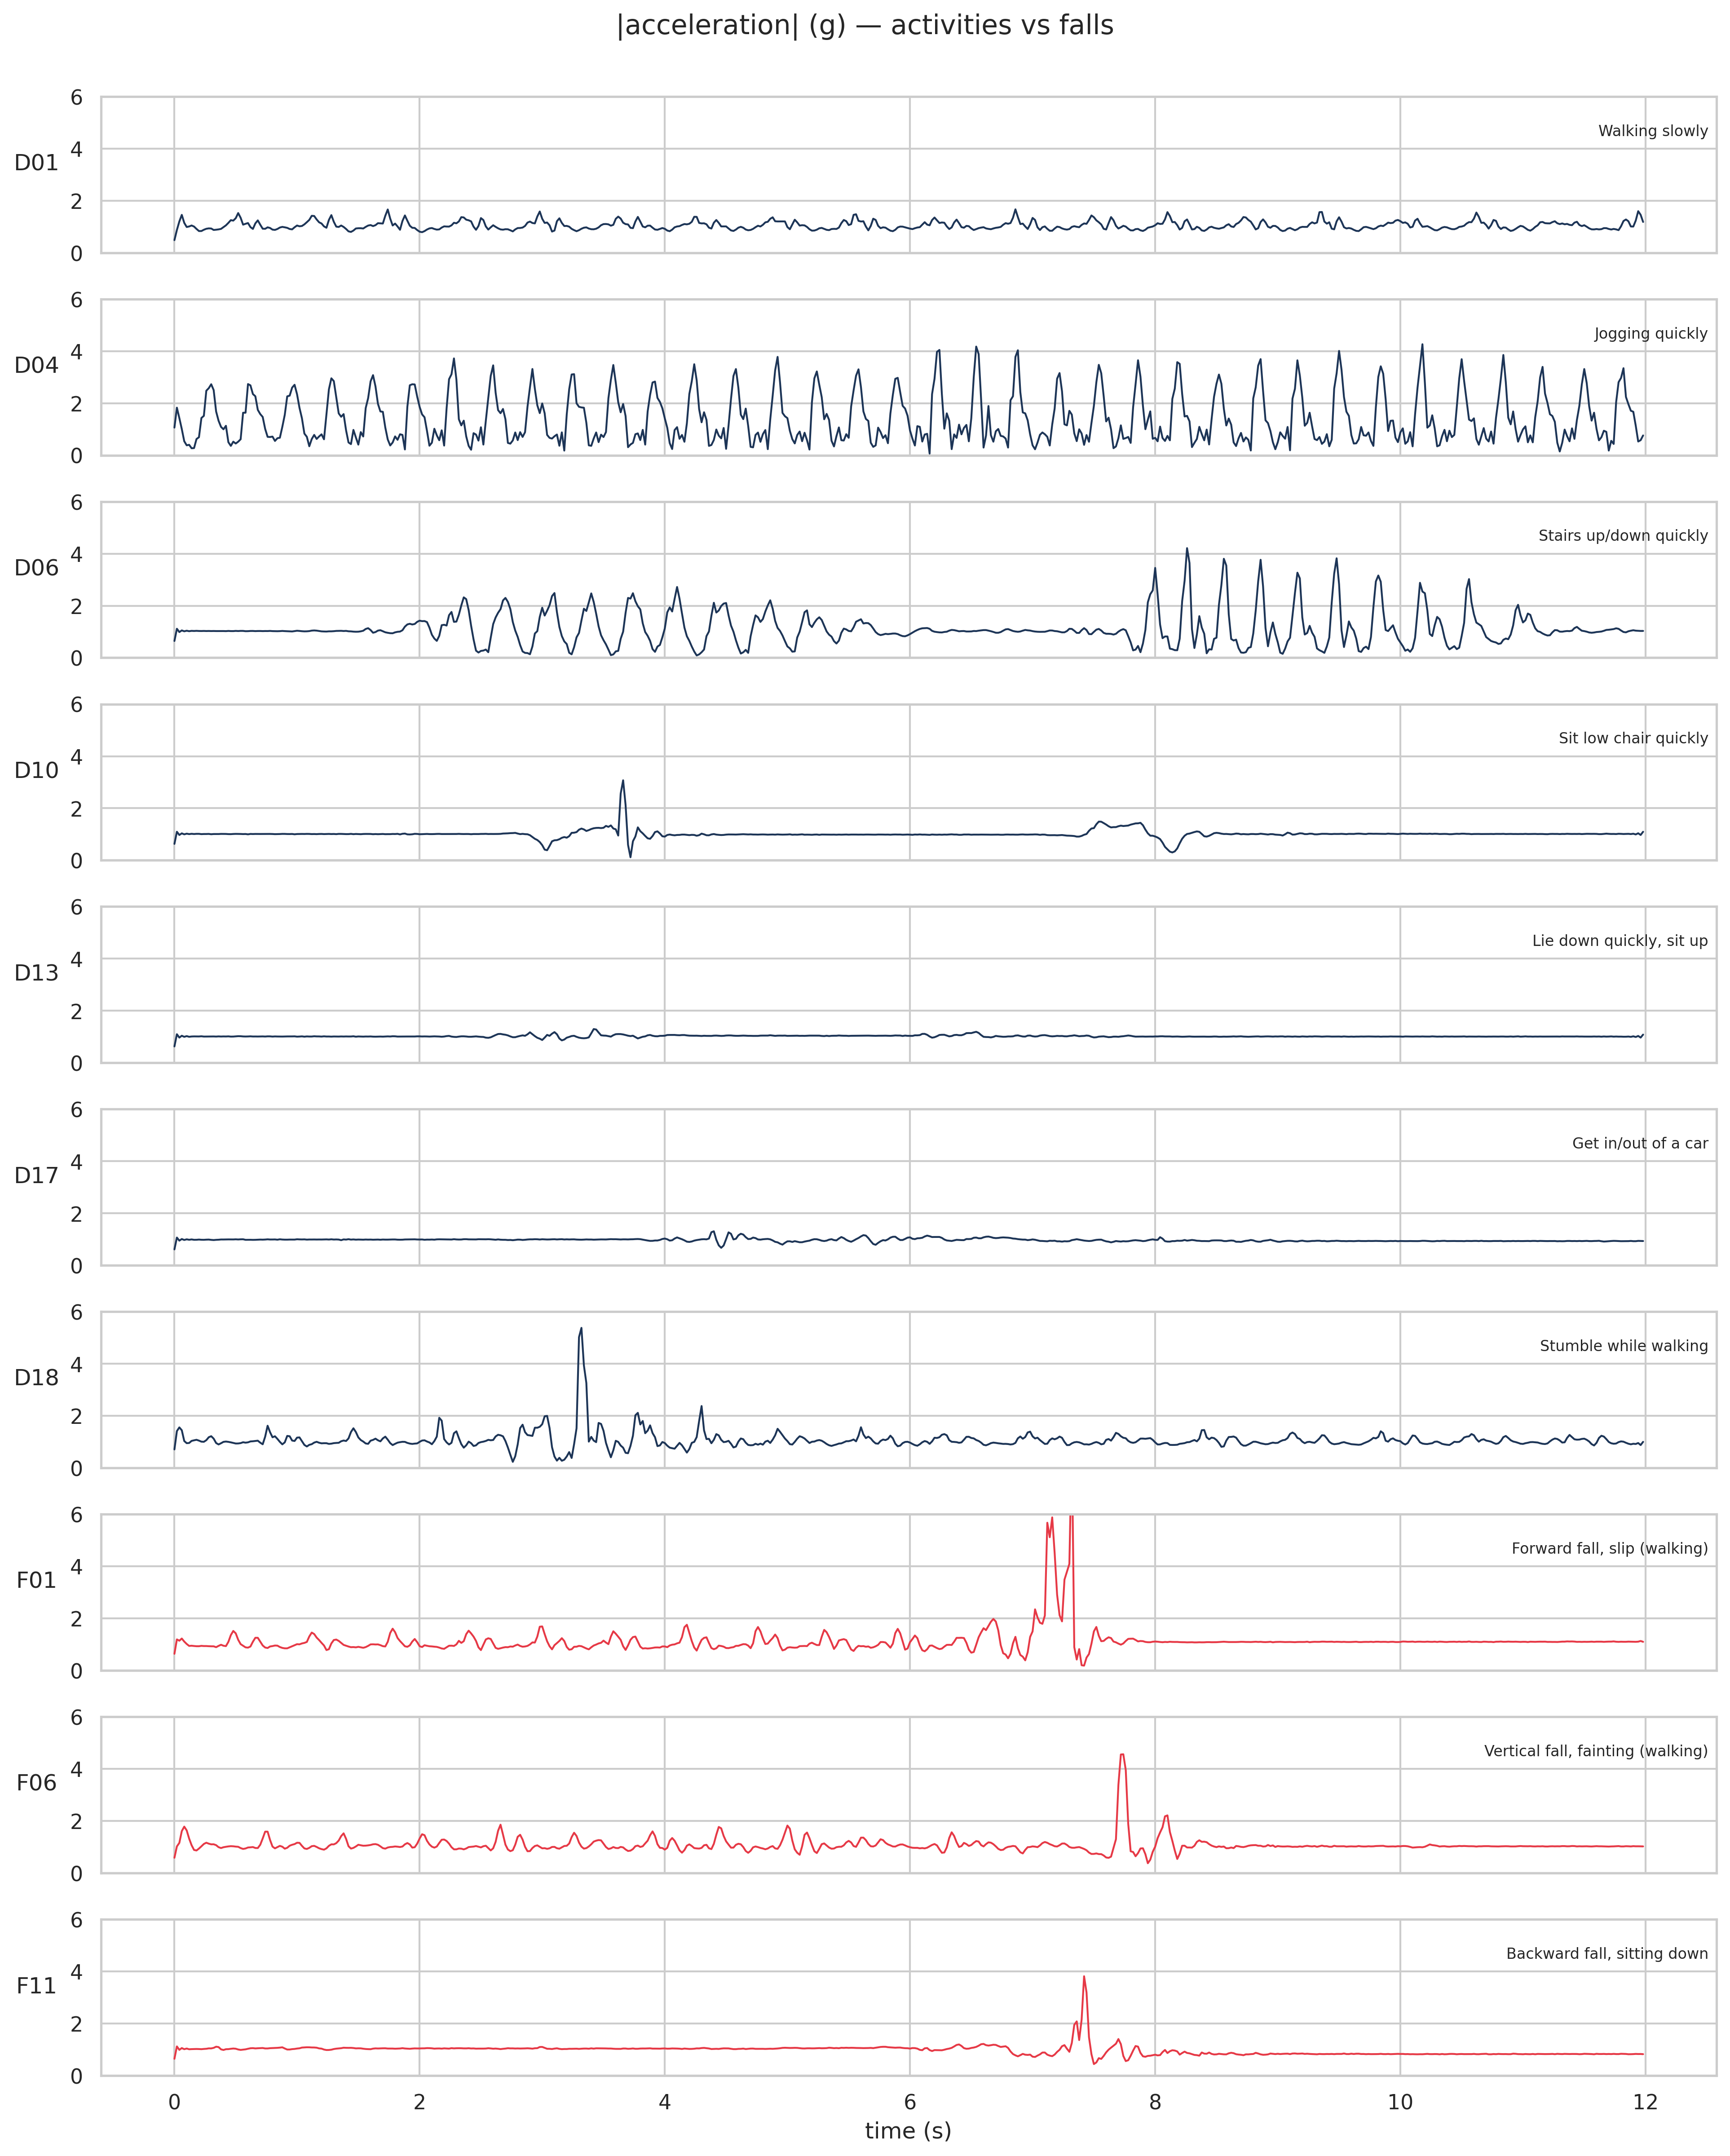 |acceleration| (g) — activities vs falls
6
Walking slowly
4
D01
2
0
6
Jogging quickly
4
D04
2
0
6
Stairs up/down quickly
4
D06
2
0
6
Sit low chair quickly
4
D10
2
0
6
Lie down quickly, sit up
4
D13
2
0
6
Get in/out of a car
4
D17
2
0
6
Stumble while walking
4
D18
2
0
6
Forward fall, slip (walking)
4
F01
2
0
6
Vertical fall, fainting (walking)
4
F06
2
0
6
Backward fall, sitting down
4
F11
2
0
0 2 4 6 8 10 12
time (s)